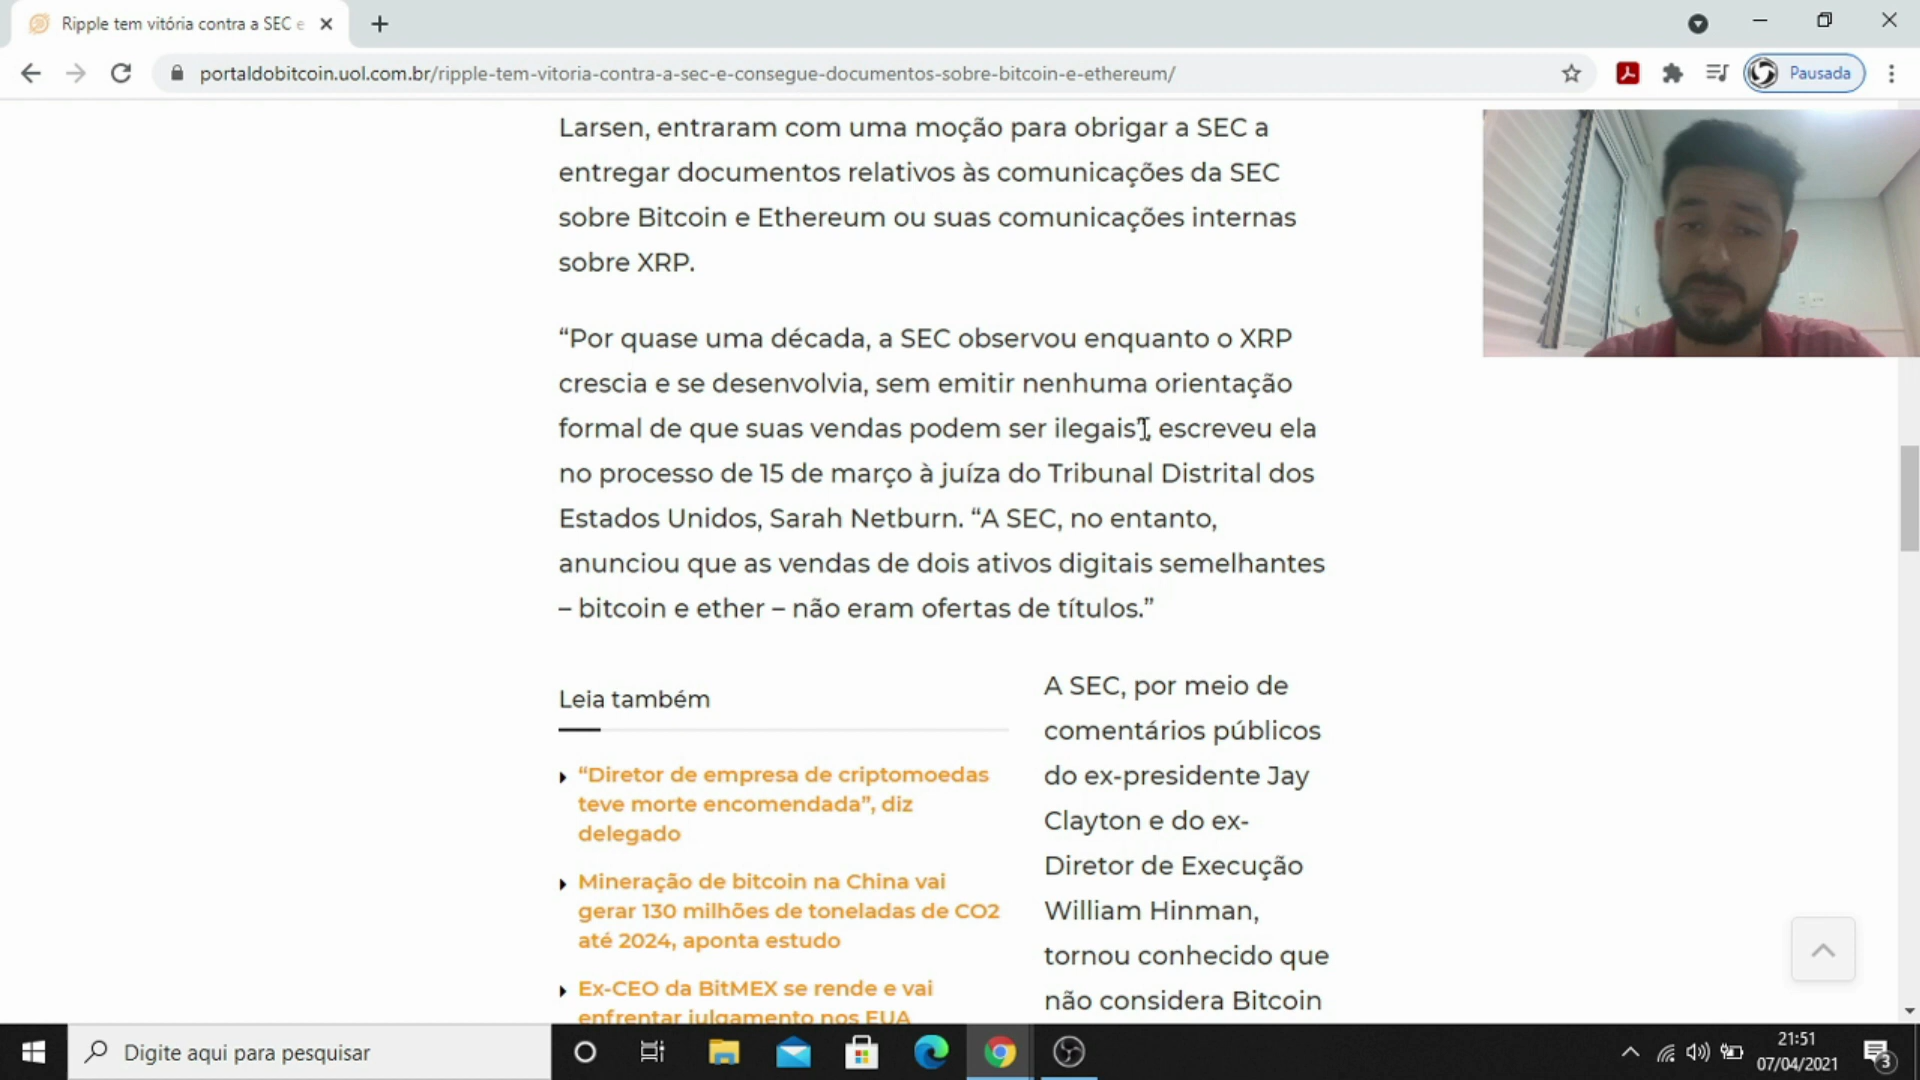 Ripple tem vitória contra a SEC e
portaldobitcoin.uol.com.br/ripple-tem-vitoria-contra-a-sec-e-consegue-documentos-sobre-bitcoin-e-ethereum/
Pausada
Larsen, entraram com uma moção para obrigar a SEC a
entregar documentos relativos às comunicações da SEC
sobre Bitcoin e Ethereum ou suas comunicações internas
sobre XRP.
“Por quase uma década, a SEC observou enquanto o XRP
crescia e se desenvolvia, sem emitir nenhuma orientação
formal de que suas vendas podem ser ilegais”, escreveu ela
no processo de 15 de março à juíza do Tribunal Distrital dos
Estados Unidos, Sarah Netburn. “A SEC, no entanto,
anunciou que as vendas de dois ativos digitais semelhantes
– bitcoin e ether – não eram ofertas de títulos.”
Leia também
“Diretor de empresa de criptomoedas
teve morte encomendada”, diz
delegado
Mineração de bitcoin na China vai
gerar 130 milhões de toneladas de CO2
até 2024, aponta estudo
Ex-CEO da BitMEX se rende e vai
enfrentar julgamento nos EUA
A SEC, por meio de
comentários públicos
do ex-presidente Jay
Clayton e do ex-
Diretor de Execução
William Hinman,
tornou conhecido que
não considera Bitcoin
Digite aqui para pesquisar
21:51
07/04/2021
3